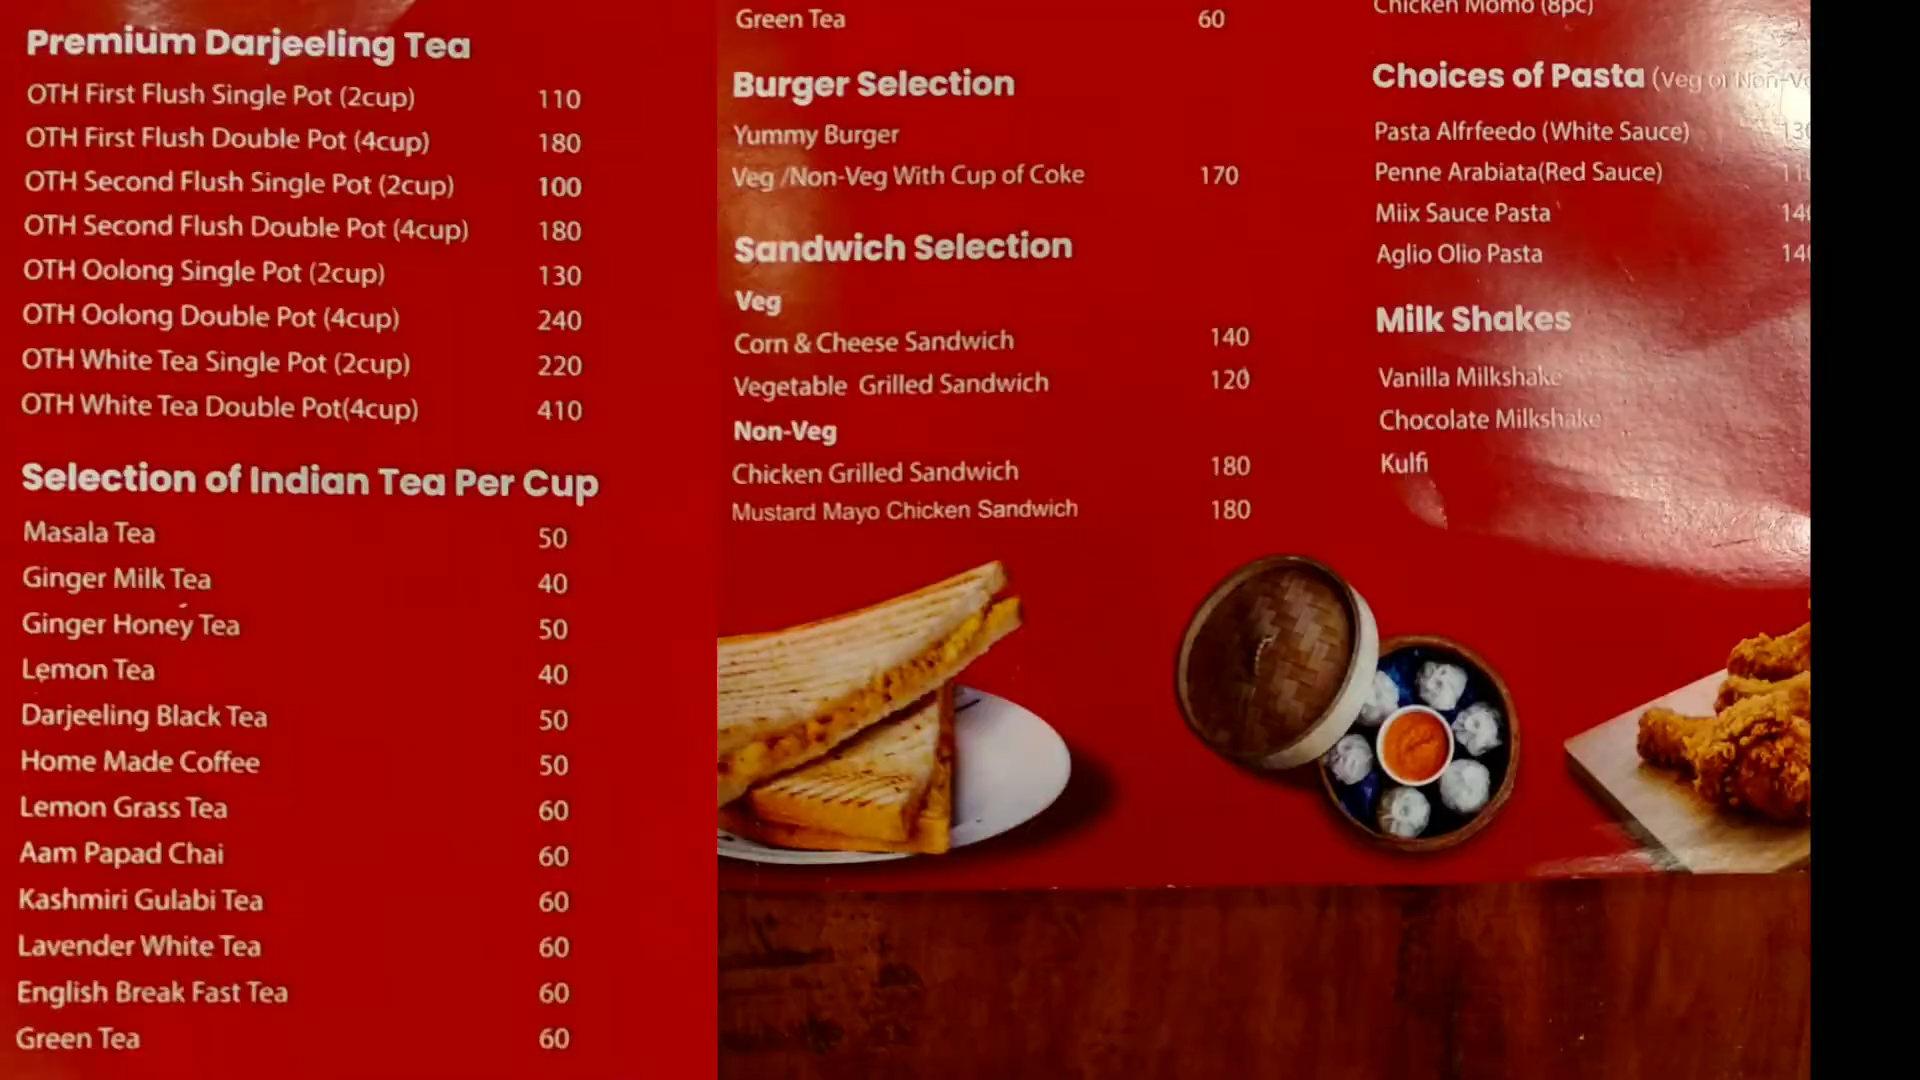 Premium Darjeeling Tea
OTH First Flush Single Pot (2cup) 110
OTH First Flush Double Pot (4cup) 180
OTH Second Flush Single Pot (2cup) 100
OTH Second Flush Double Pot (4cup) 180
OTH Oolong Single Pot (2cup) 130
OTH Oolong Double Pot (4cup) 240
OTH White Tea Single Pot (2cup) 220
OTH White Tea Double Pot(4cup) 410
Selection of Indian Tea Per Cup
Masala Tea 50
Ginger Milk Tea 40
Ginger Honey Tea 50
Lemon Tea 40
Darjeeling Black Tea 50
Home Made Coffee 50
Lemon Grass Tea 60
Aam Papad Chai 60
Kashmiri Gulabi Tea 60
Lavender White Tea 60
English Break Fast Tea 60
Green Tea 60
Green Tea 60
Burger Selection
Yummy Burger
Veg /Non-Veg With Cup of Coke 170
Sandwich Selection
Veg
Corn & Cheese Sandwich 140
Vegetable Grilled Sandwich 120
Non-Veg
Chicken Grilled Sandwich 180
Mustard Mayo Chicken Sandwich 180
Chicken Momo (8pc)
Choices of Pasta (Veg or Non-Ve
Pasta Alfrfeedo (White Sauce) 130
Penne Arabiata(Red Sauce)
Miix Sauce Pasta
Aglio Olio Pasta
Milk Shakes
Vanilla Milkshake
Chocolate Milkshake
Kulfi